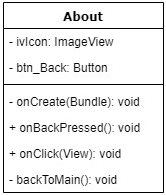 About
- ivIcon: ImageView
- btn_Back: Button
- onCreate(Bundle): void
+ onBackPressed(): void
+ onClick(View): void
- backToMain(): void